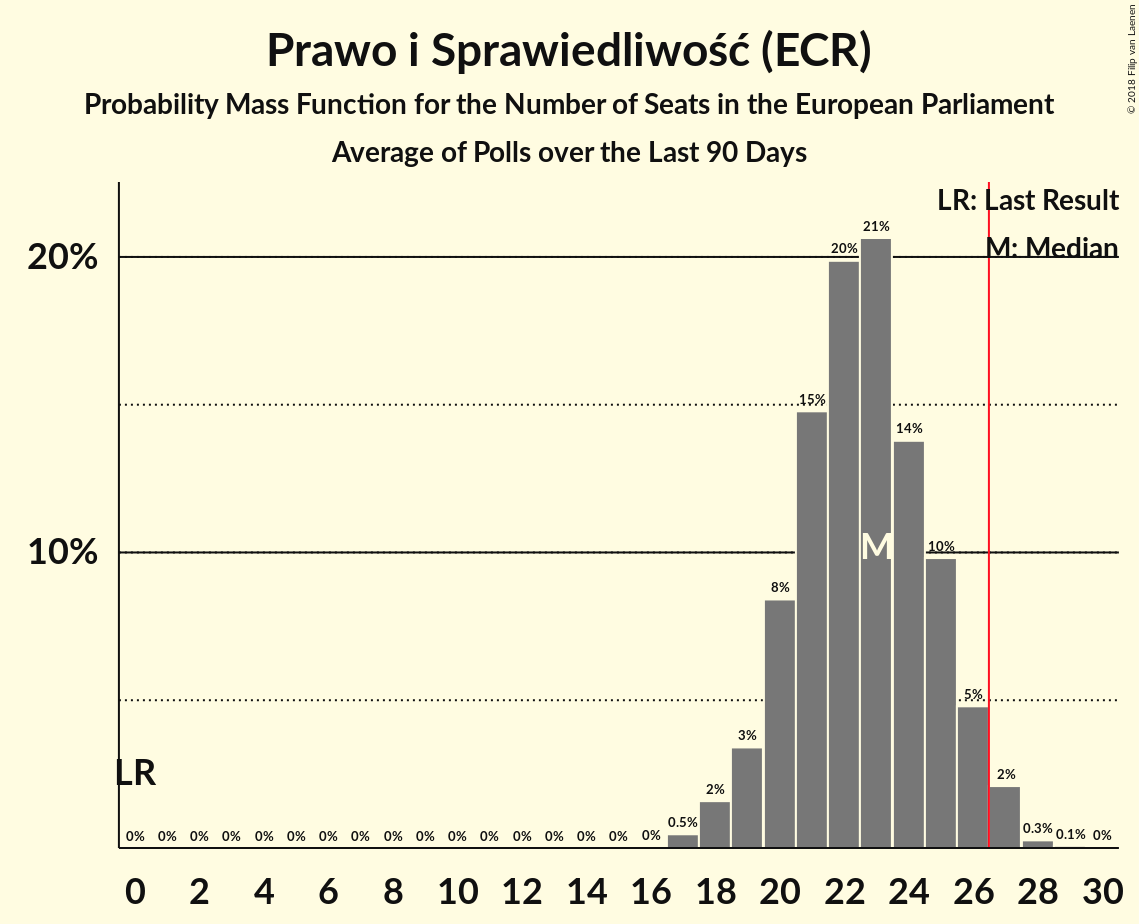 Prawo i Sprawiedliwość (ECR)
Probability Mass Function for the Number of Seats in the European Parliament
Average of Polls over the Last 90 Days
© 2018 Filip van Laenen
LR: Last Result
M: Median
20%
10%
21%
20%
15%
14%
M
10%
8%
5%
3%
2%
2%
LR
0% 0% 0% 0% 0% 0% 0% 0% 0% 0% 0% 0% 0% 0% 0% 0% 0% 0.5% 0.3% 0.1% 0%
0 2 4 6 8 10 12 14 16 18 20 22 24 26 28 30